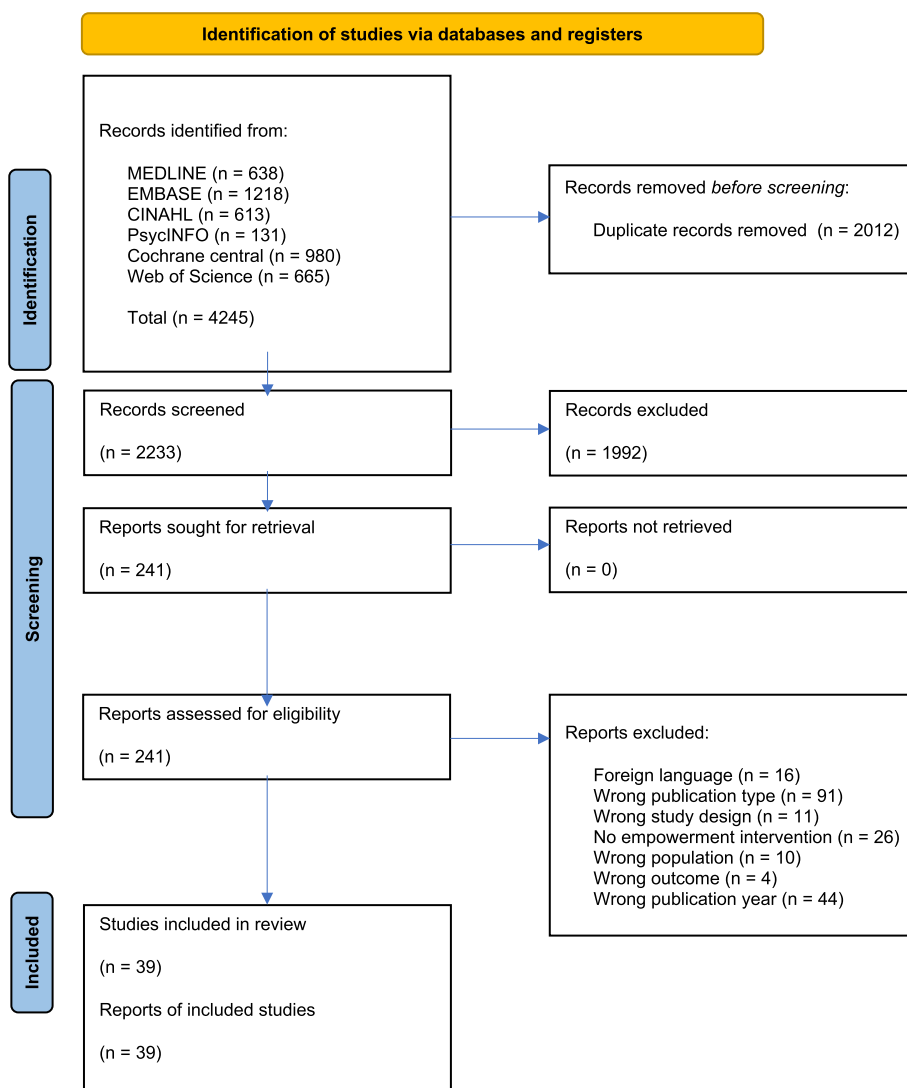 Identification of studies via databases and registers
Identification
Records identified from:
MEDLINE (n = 638)
EMBASE (n = 1218)
CINAHL (n = 613)
PsycINFO (n = 131)
Cochrane central (n = 980)
Web of Science (n = 665)
Total (n = 4245)
Records removed before screening:
Duplicate records removed (n = 2012)
Screening
Records screened
(n = 2233)
Records excluded
(n = 1992)
Reports sought for retrieval
(n = 241)
Reports not retrieved
(n = 0)
Reports assessed for eligibility
(n = 241)
Reports excluded:
Foreign language (n = 16)
Wrong publication type (n = 91)
Wrong study design (n = 11)
No empowerment intervention (n = 26)
Wrong population (n = 10)
Wrong outcome (n = 4)
Wrong publication year (n = 44)
Included
Studies included in review
(n = 39)
Reports of included studies
(n = 39)